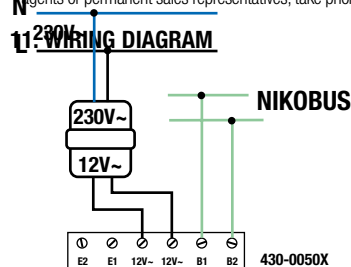 agents or permanent sales representatives, take prio
N
230V~
11. WIRING DIAGRAM
L
NIKOBUS
230V~
12V~
E2 E1 12V~ 12V~ B1 B2 430-0050X